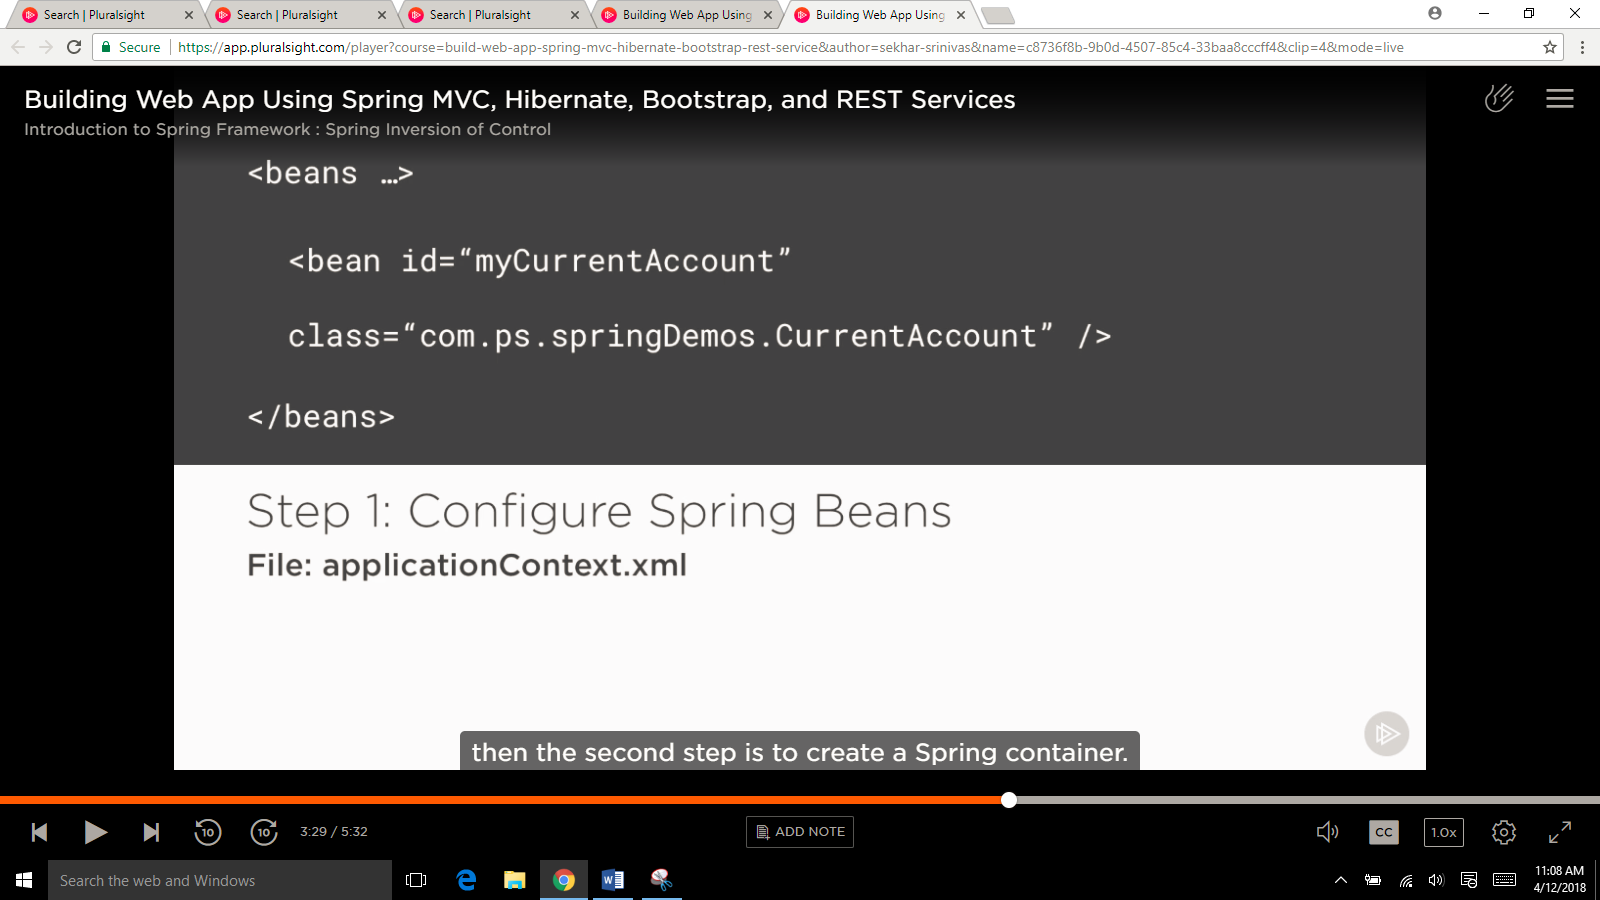 Search | Pluralsight
Search | Pluralsight
Search | Pluralsight
Building Web App Using
Building Web App Using
Secure
https://app.pluralsight.com/player?course=build-web-app-spring-mvc-hibernate-bootstrap-rest-service&author=sekhar-srinivas&name=c8736f8b-9b0d-4507-85c4-33baa8cccff4&clip=4&mode=live
Building Web App Using Spring MVC, Hibernate, Bootstrap, and REST Services
Introduction to Spring Framework : Spring Inversion of Control
<beans …>
<bean id=“myCurrentAccount”
class=“com.ps.springDemos.CurrentAccount” />
</beans>
Step 1: Configure Spring Beans
File: applicationContext.xml
then the second step is to create a Spring container.
10
10
3:29 / 5:32
ADD NOTE
CC
1.0x
Search the web and Windows
11:08 AM
4/12/2018